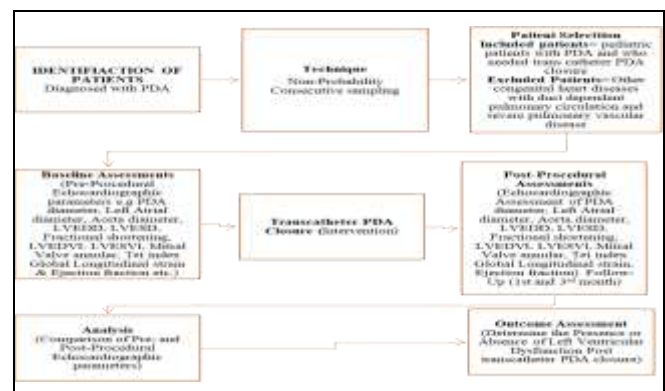 IDENTIFIACTION OF
PATIENTS
Diagnosed with PDA
Technique
Non-Probability
Consecutive sampling
Patient Selection
Included patients= pediatric
patients with PDA and who
needed trans catheter PDA
closure
Excluded Patients= Other
congenital heart diseases
with duct dependant
pulmonary circulation and
severe pulmonary vascular
disease
Baseline Assessments
(Pre-Procedural
Echocardiographic
parameters e.g PDA
diameter, Left Atrial
diameter, Aorta diameter,
LVEDD, LVESD,
Fractional shortening,
LVEDVI, LVESVI, Mitral
Valve annular, Tei index
Global Longitudinal strain
& Ejection fraction etc.)
Transcatheter PDA
Closure (Intervention)
Post-Procedural
Assessments
(Echocardiographic
Assessment of PDA
diameter, Left Atrial
diameter, Aorta diameter,
LVEDD, LVESD,
Fractional shortening,
LVEDVI, LVESVI, Mitral
Valve annular, Tei index
Global Longitudinal strain,
Ejection fraction). Follow-
Up (1st and 3rd month)
Analysis
(Comparison of Pre- and
Post-Procedural
Echocardiographic
parameters)
Outcome Assessment
(Determine the Presence or
Absence of Left Ventricular
Dysfunction Post
transcatheter PDA closure)